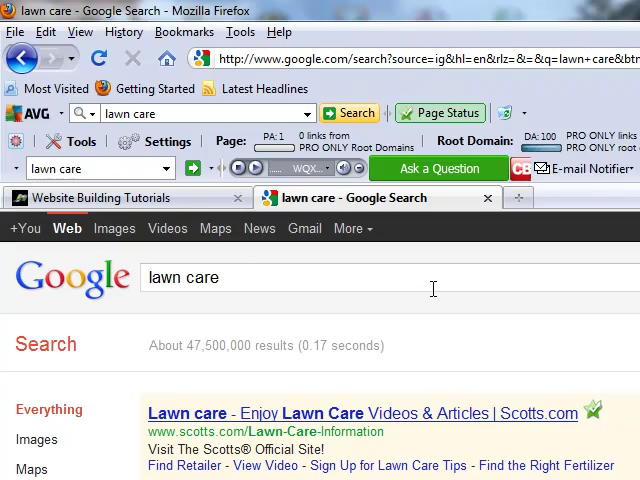 lawn care - Google Search - Mozilla Firefox
File Edit View History Bookmarks Tools Help
http://www.google.com/search?source=ig&hl=en&rlz=&=&q=lawn+care&btn
Most Visited Getting Started Latest Headlines
AVG lawn care Search Page Status
Tools Settings Page: PA: 1 0 links from PRO ONLY Root Domains Root Domain: DA: 100 PRO ONLY links PRO ONLY root
lawn care WQX... Ask a Question CB E-mail Notifier
Website Building Tutorials lawn care - Google Search
+You Web Images Videos Maps News Gmail More
Google lawn care
Search About 47,500,000 results (0.17 seconds)
Everything Lawn care - Enjoy Lawn Care Videos & Articles | Scotts.com
www.scotts.com/Lawn-Care-Information
Images Visit The Scotts® Official Site!
Maps Find Retailer - View Video - Sign Up for Lawn Care Tips - Find the Right Fertilizer